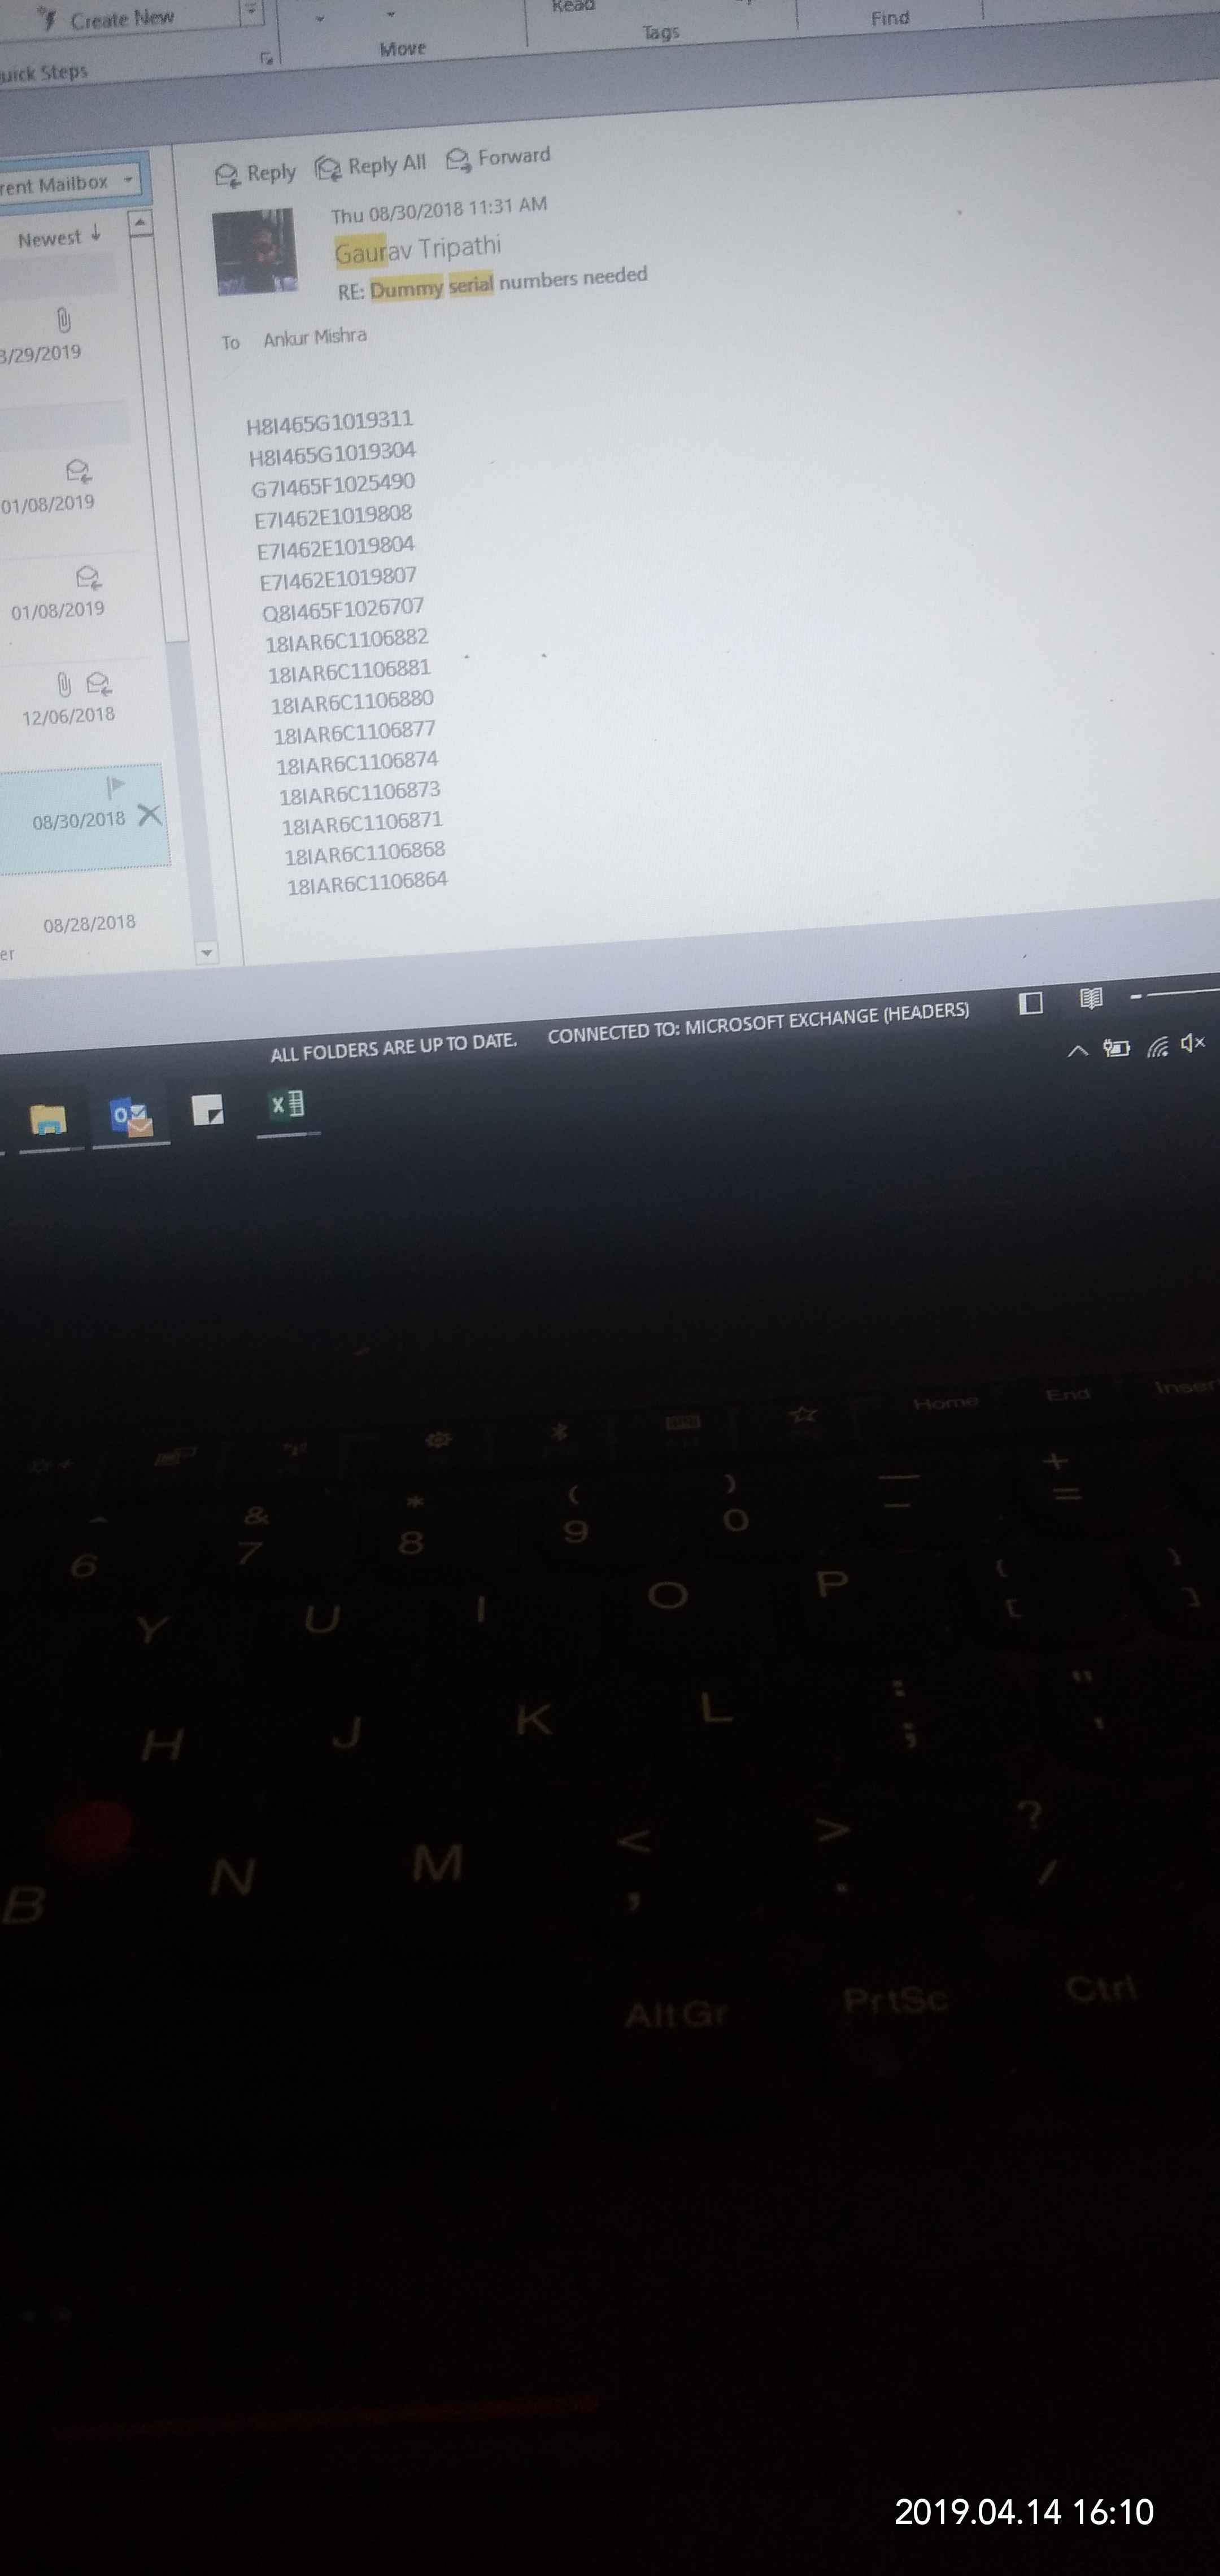 Create New
Move
Tags
Find
Quick Steps
Reply Reply All Forward
rent Mailbox
Thu 08/30/2018 11:31 AM
Newest
Gaurav Tripathi
RE: Dummy serial numbers needed
To Ankur Mishra
3/29/2019
H8I465G1019311
H8I465G1019304
G7I465F1025490
01/08/2019
E7I462E1019808
E7I462E1019804
E7I462E1019807
01/08/2019
Q8I465F1026707
18IAR6C1106882
18IAR6C1106881
18IAR6C1106880
12/06/2018
18IAR6C1106877
18IAR6C1106874
18IAR6C1106873
08/30/2018
18IAR6C1106871
18IAR6C1106868
18IAR6C1106864
08/28/2018
er
ALL FOLDERS ARE UP TO DATE. CONNECTED TO: MICROSOFT EXCHANGE (HEADERS)
Home End Insert
^ & * ( ) _ +
6 7 8 9 0 - =
Y U I O P { [ } ]
H J K L : ; " '
B N M < , > . ? /
AltGr PrtSc Ctrl
2019.04.14 16:10